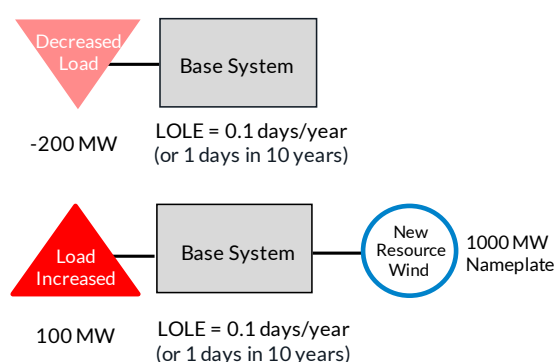 Decreased
Load
Base System
-200 MW
LOLE = 0.1 days/year
(or 1 days in 10 years)
Load
Increased
Base System
New
Resource
Wind
1000 MW
Nameplate
100 MW
LOLE = 0.1 days/year
(or 1 days in 10 years)